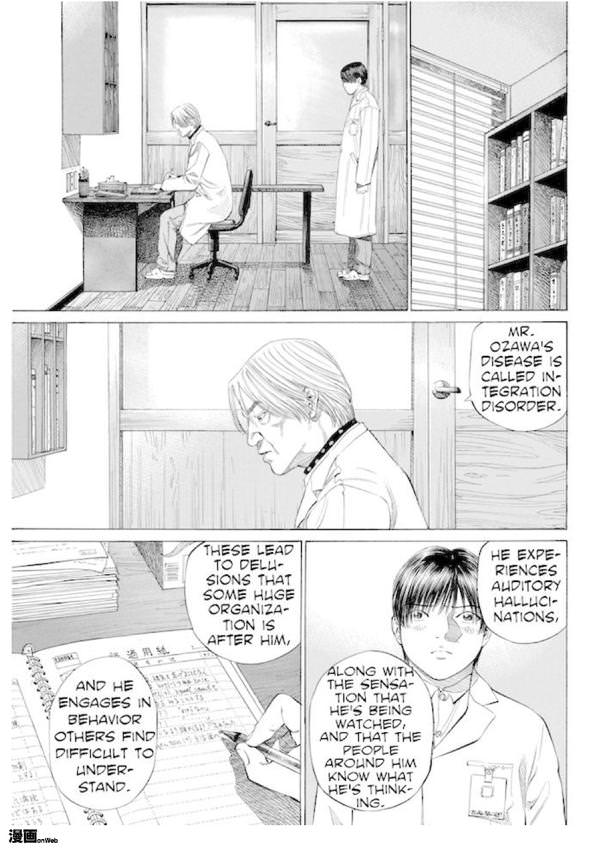 MR.
OZAWA'S
DISEASE IS
CALLED IN-
TEGRATION
DISORDER.
HE EXPE-
RIENCES
AUDITORY
HALLUCI-
NATIONS,
ALONG WITH
THE SENSA-
TION THAT
HE'S BEING
WATCHED,
AND THAT THE
PEOPLE
AROUND HIM
KNOW WHAT
HE'S THINK-
ING.
THESE LEAD
TO DELU-
SIONS THAT
SOME HUGE
ORGANIZA-
TION IS
AFTER HIM,
AND HE
ENGAGES IN
BEHAVIOR
OTHERS FIND
DIFFICULT TO
UNDER-
STAND.
漫画onWeb